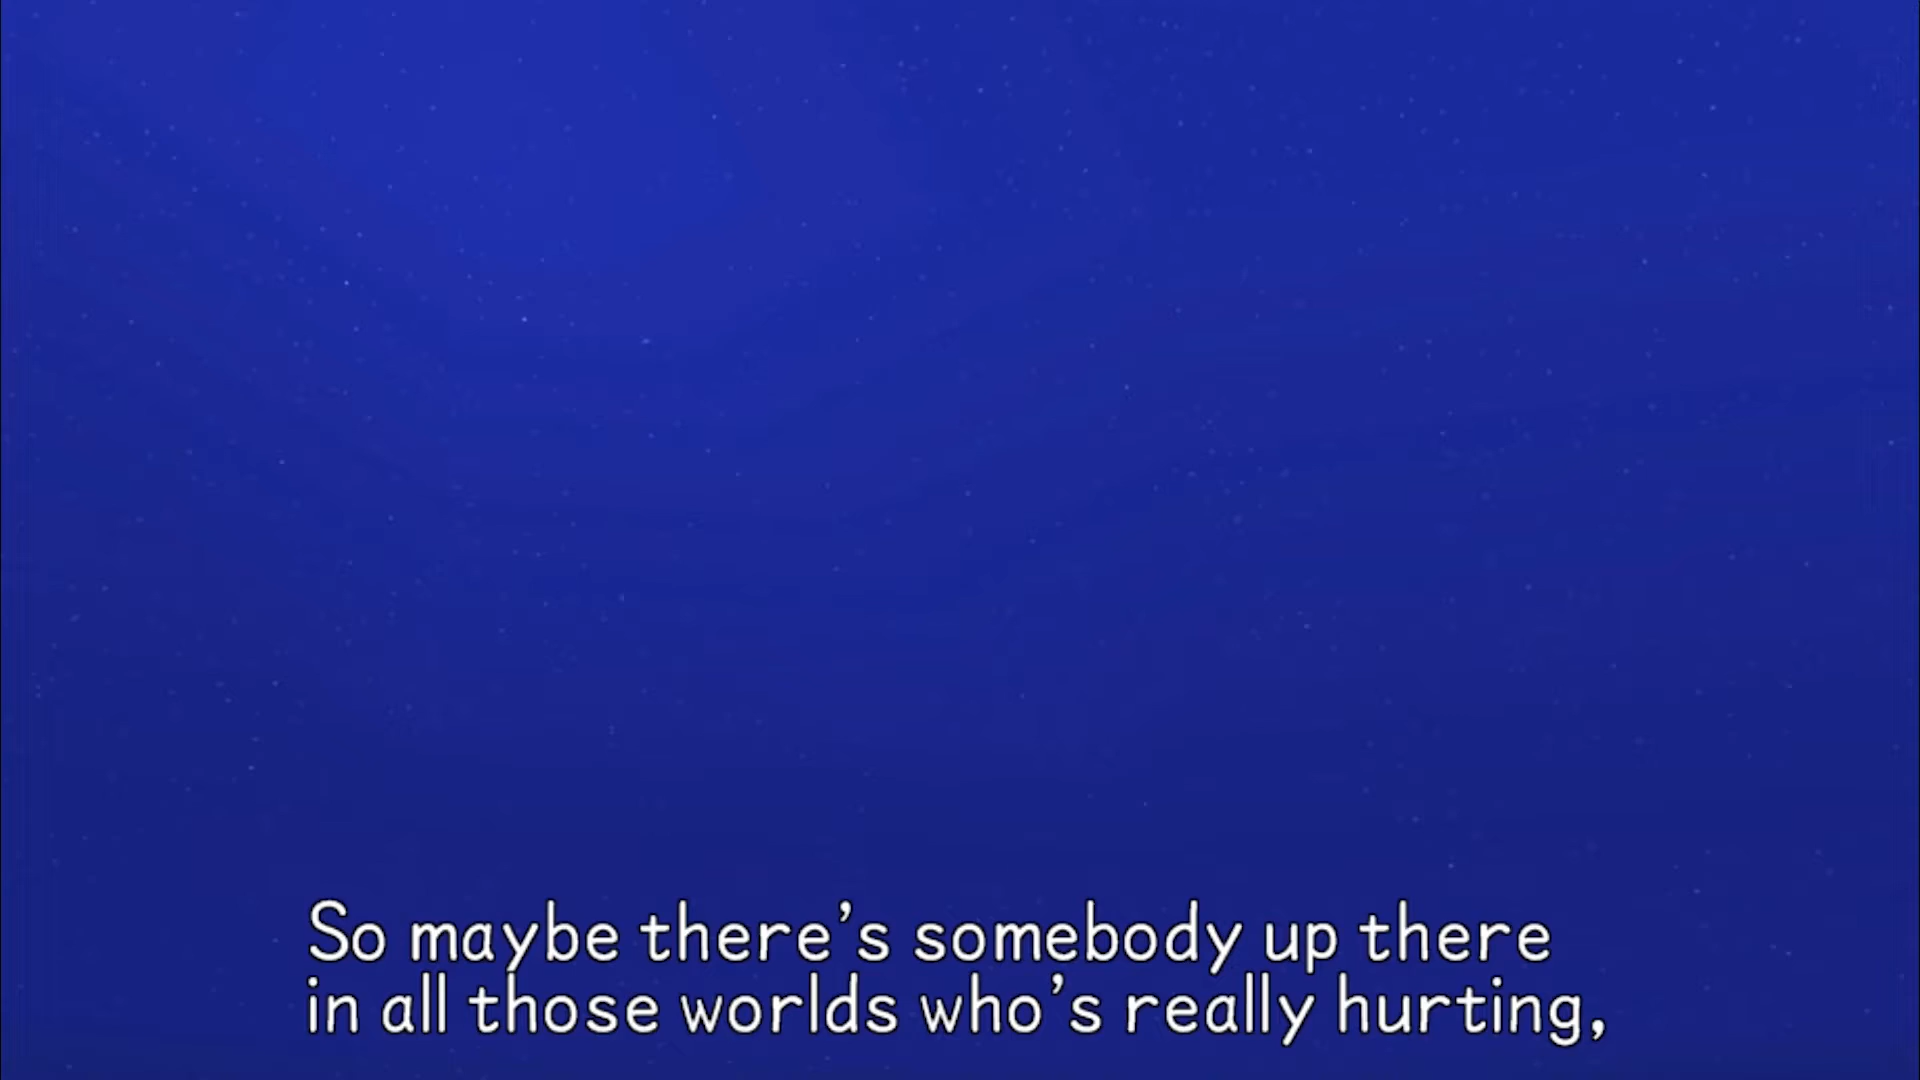 So maybe there's somebody up there
in all those worlds who's really hurting,